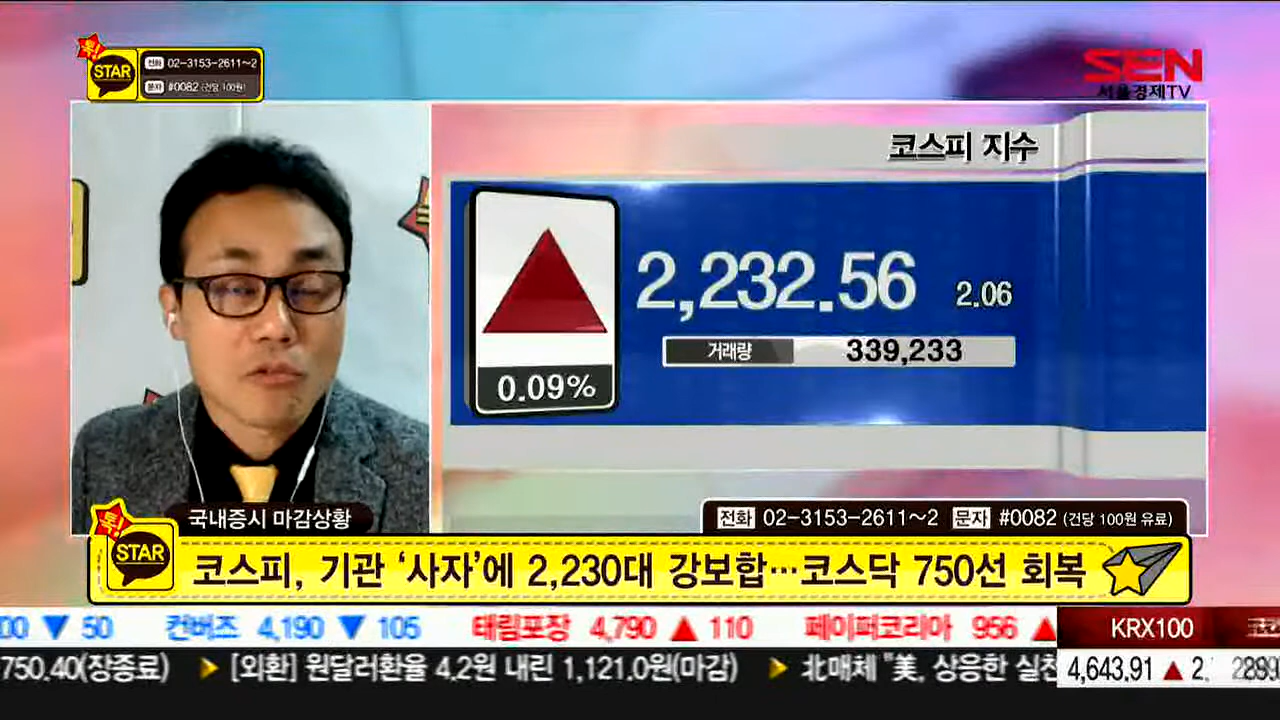 톡!
STAR
전화 02-3153-2611~2
문자 #0082 (건당 100원)
SEN
서울경제TV
코스피 지수
2,232.56 2.06
거래량 339,233
0.09%
국내증시 마감상황
전화 02-3153-2611~2 문자 #0082 (건당 100원 유료)
톡!
STAR
코스피, 기관 '사자'에 2,230대 강보합…코스닥 750선 회복
00 ▼ 50 컨버즈 4,190 ▼ 105 태림포장 4,790 ▲ 110 페이퍼코리아 956 ▲
KRX100
750.40(장종료) ▶ [외환] 원달러환율 4.2원 내린 1,121.0원(마감) ▶ 北매체 "美, 상응한 실천
4,643.91 ▲ 2